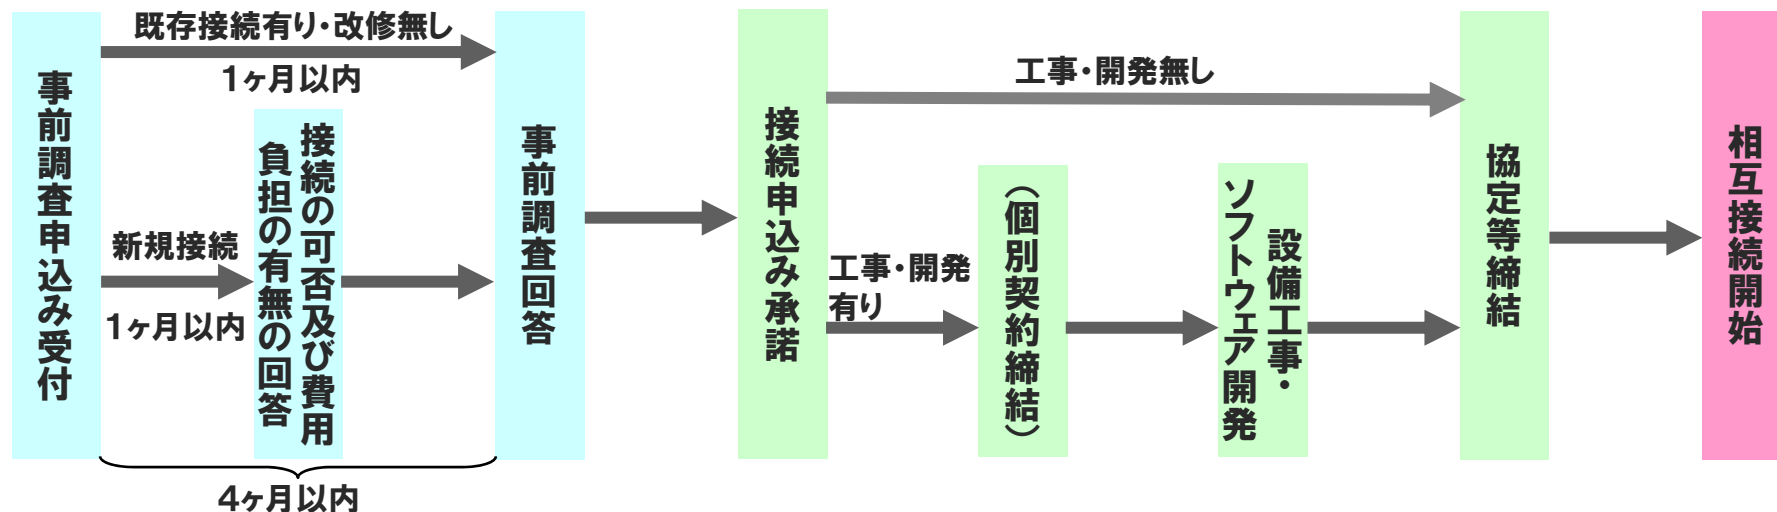 事前調査申込み受付
既存接続有り・改修無し
1ヶ月以内
新規接続
1ヶ月以内
接続の可否及び費用
負担の有無の回答
4ヶ月以内
事前調査回答
接続申込み承諾
工事・開発無し
工事・開発
有り
（個別契約締結）
設備工事・
ソフトウェア開発
協定等締結
相互接続開始